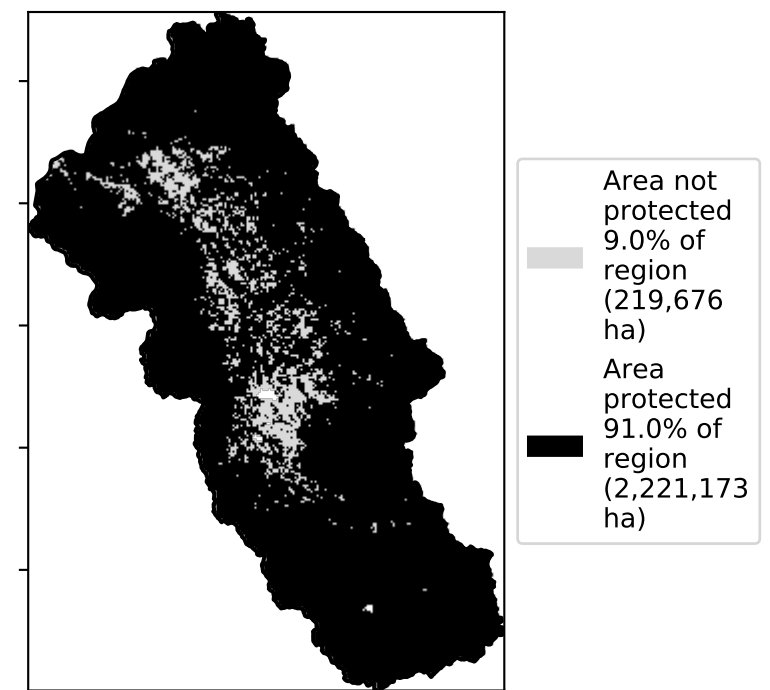 Area not
protected
9.0% of
region
(219,676
ha)
Area
protected
91.0% of
region
(2,221,173
ha)